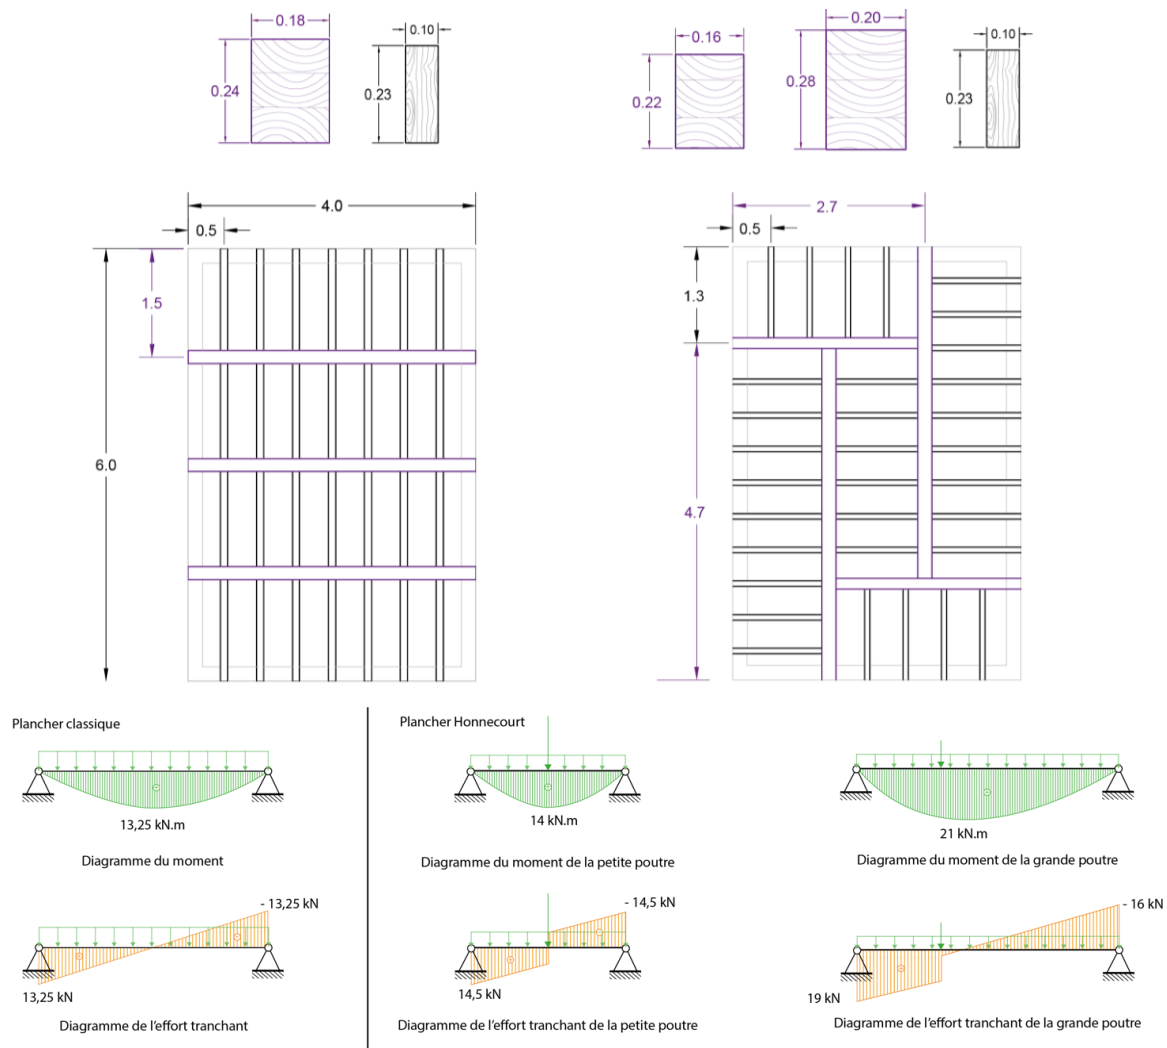 0.18
0.10
0.24
0.23
0.16
0.20
0.10
0.22
0.28
0.23
4.0
0.5
1.5
6.0
2.7
0.5
1.3
4.7
Plancher classique
13,25 kN.m
Diagramme du moment
- 13,25 kN
13,25 kN
Diagramme de l'effort tranchant
Plancher Honnecourt
14 kN.m
Diagramme du moment de la petite poutre
21 kN.m
Diagramme du moment de la grande poutre
- 14,5 kN
14,5 kN
Diagramme de l'effort tranchant de la petite poutre
- 16 kN
19 kN
Diagramme de l'effort tranchant de la grande poutre